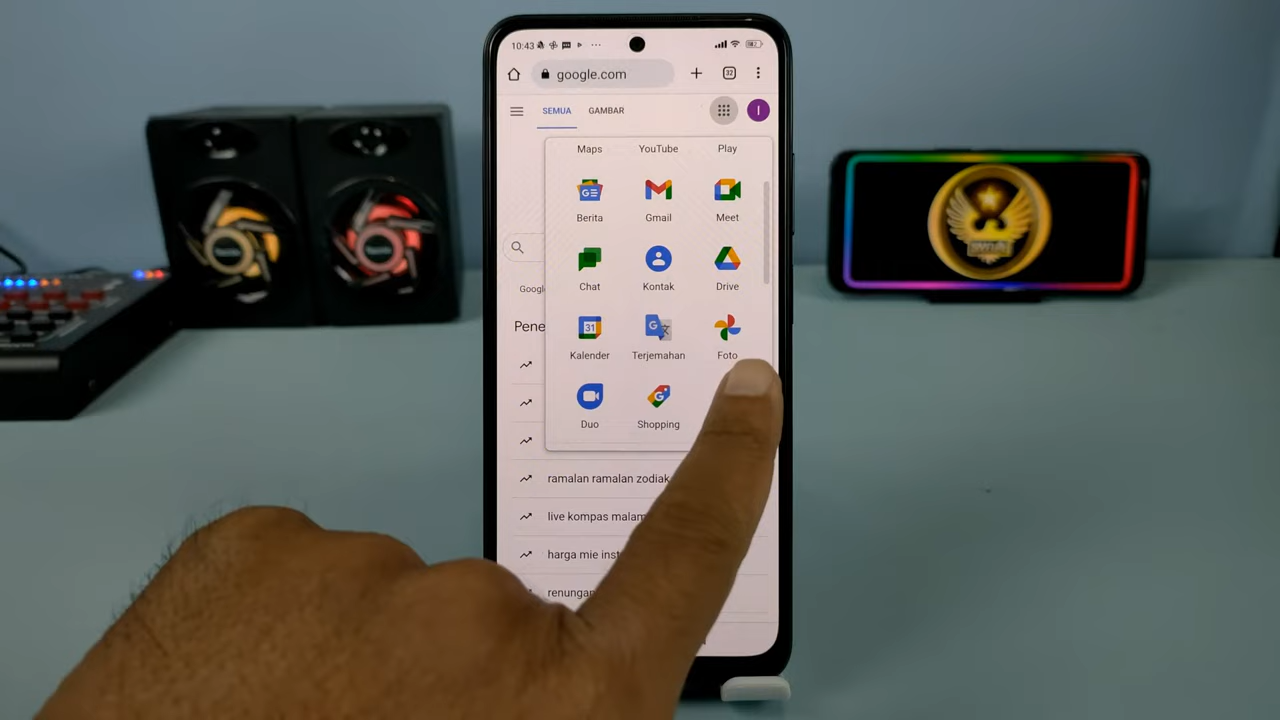 10:43
google.com
32
SEMUA GAMBAR
I
Maps YouTube Play
Berita Gmail Meet
Chat Kontak Drive
Kalender Terjemahan Foto
Duo Shopping
Pene
ramalan ramalan zodiak
live kompas malam
harga mie inst
renungan